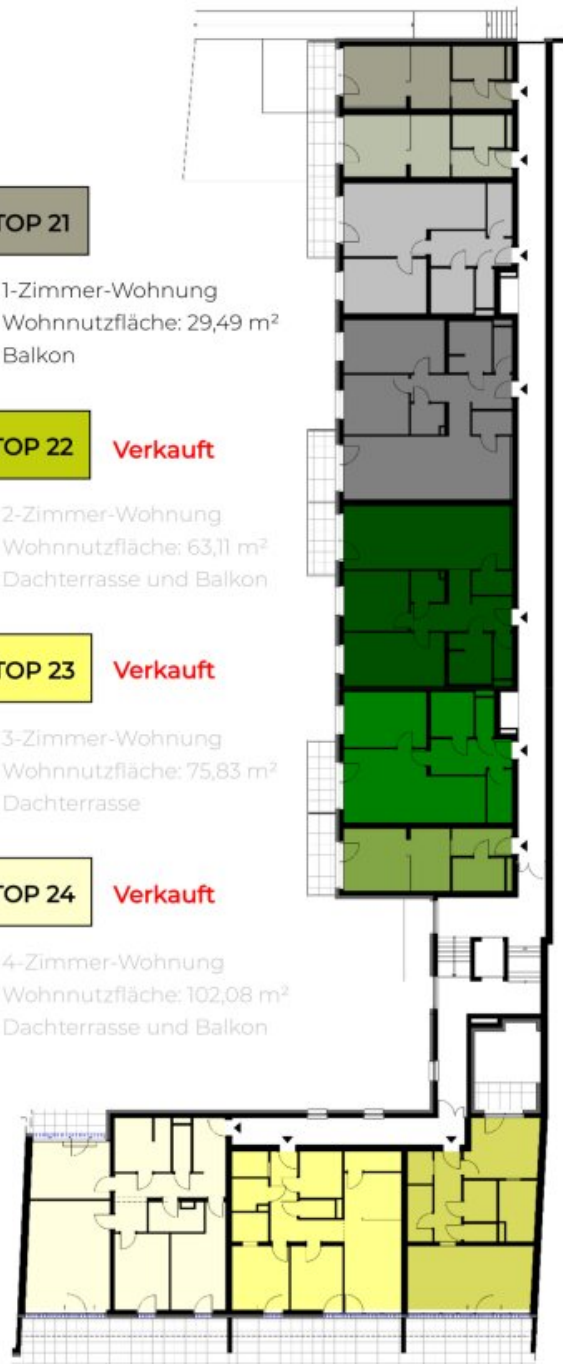 TOP 21
1-Zimmer-Wohnung
Wohnnutzfläche: 29,49 m²
Balkon
TOP 22 Verkauft
2-Zimmer-Wohnung
Wohnnutzfläche: 63,11 m²
Dachterrasse und Balkon
TOP 23 Verkauft
3-Zimmer-Wohnung
Wohnnutzfläche: 75,83 m²
Dachterrasse
TOP 24 Verkauft
4-Zimmer-Wohnung
Wohnnutzfläche: 102,08 m²
Dachterrasse und Balkon